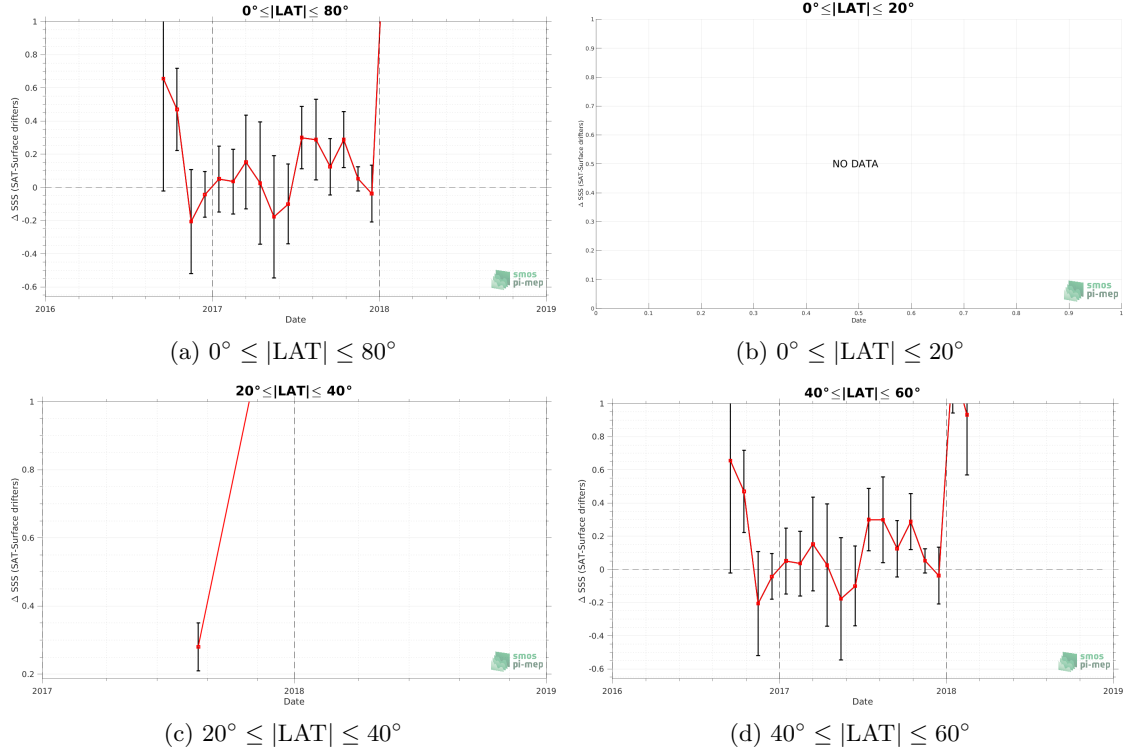 0°≤|LAT|≤ 80°
Δ SSS (SAT-Surface drifters)
1
0.8
0.6
0.4
0.2
0
-0.2
-0.4
-0.6
2016
2017
2018
2019
Date
smos
pi-mep
(a) 0° ≤ |LAT| ≤ 80°
0°≤|LAT|≤ 20°
Δ SSS (SAT-Surface drifters)
1
0.9
0.8
0.7
0.6
0.5
0.4
0.3
0.2
0.1
0
NO DATA
0
0.1
0.2
0.3
0.4
0.5
0.6
0.7
0.8
0.9
1
Date
smos
pi-mep
(b) 0° ≤ |LAT| ≤ 20°
20°≤|LAT|≤ 40°
Δ SSS (SAT-Surface drifters)
1
0.8
0.6
0.4
0.2
2017
2018
2019
Date
smos
pi-mep
(c) 20° ≤ |LAT| ≤ 40°
40°≤|LAT|≤ 60°
Δ SSS (SAT-Surface drifters)
1
0.8
0.6
0.4
0.2
0
-0.2
-0.4
-0.6
2016
2017
2018
2019
Date
smos
pi-mep
(d) 40° ≤ |LAT| ≤ 60°